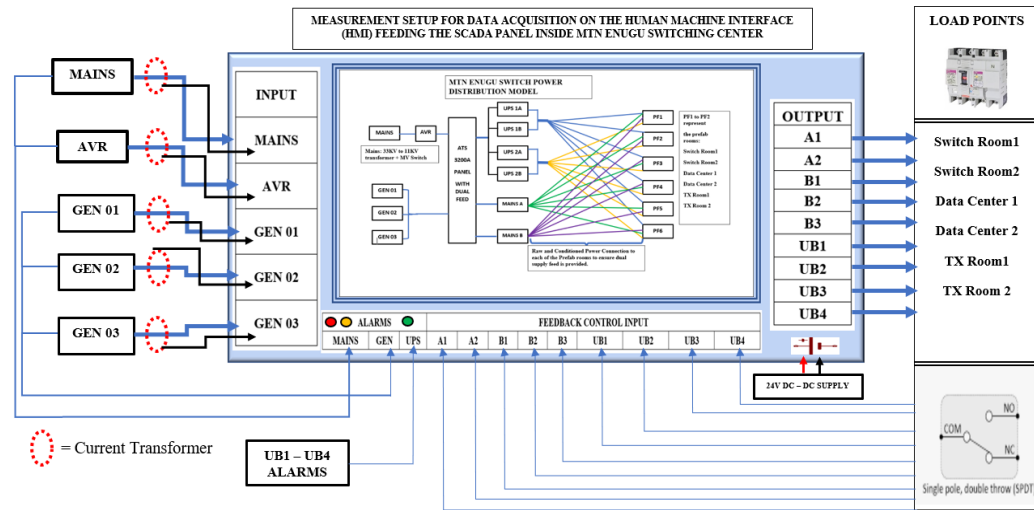 MEASUREMENT SETUP FOR DATA ACQUISITION ON THE HUMAN MACHINE INTERFACE
(HMI) FEEDING THE SCADA PANEL INSIDE MTN ENUGU SWITCHING CENTER
MAINS
AVR
GEN 01
GEN 02
GEN 03
= Current Transformer
INPUT
MAINS
AVR
GEN 01
GEN 02
GEN 03
MTN ENUGU SWITCH POWER
DISTRIBUTION MODEL
MAINS
AVR
Mains: 33KV to 11KV
transformer + MV Switch
GEN 01
GEN 02
GEN 03
ATS
3200A
PANEL
WITH
DUAL
FEED
UPS 1A
UPS 1B
UPS 2A
UPS 2B
MAINS A
MAINS B
PF1
PF2
PF3
PF4
PF5
PF6
PF1 to PF2
represent
the prefab
rooms:
Switch Room1
Switch Room2
Data Center 1
Data Center 2
TX Room1
TX Room 2
Raw and Conditioned Power Connection to
each of the Prefab rooms to ensure dual
supply feed is provided.
ALARMS
FEEDBACK CONTROL INPUT
MAINS GEN UPS A1 A2 B1 B2 B3 UB1 UB2 UB3 UB4
UB1 – UB4
ALARMS
OUTPUT
A1
A2
B1
B2
B3
UB1
UB2
UB3
UB4
24V DC – DC SUPPLY
LOAD POINTS
Switch Room1
Switch Room2
Data Center 1
Data Center 2
TX Room1
TX Room 2
NO
COM
NC
Single pole, double throw (SPDT)